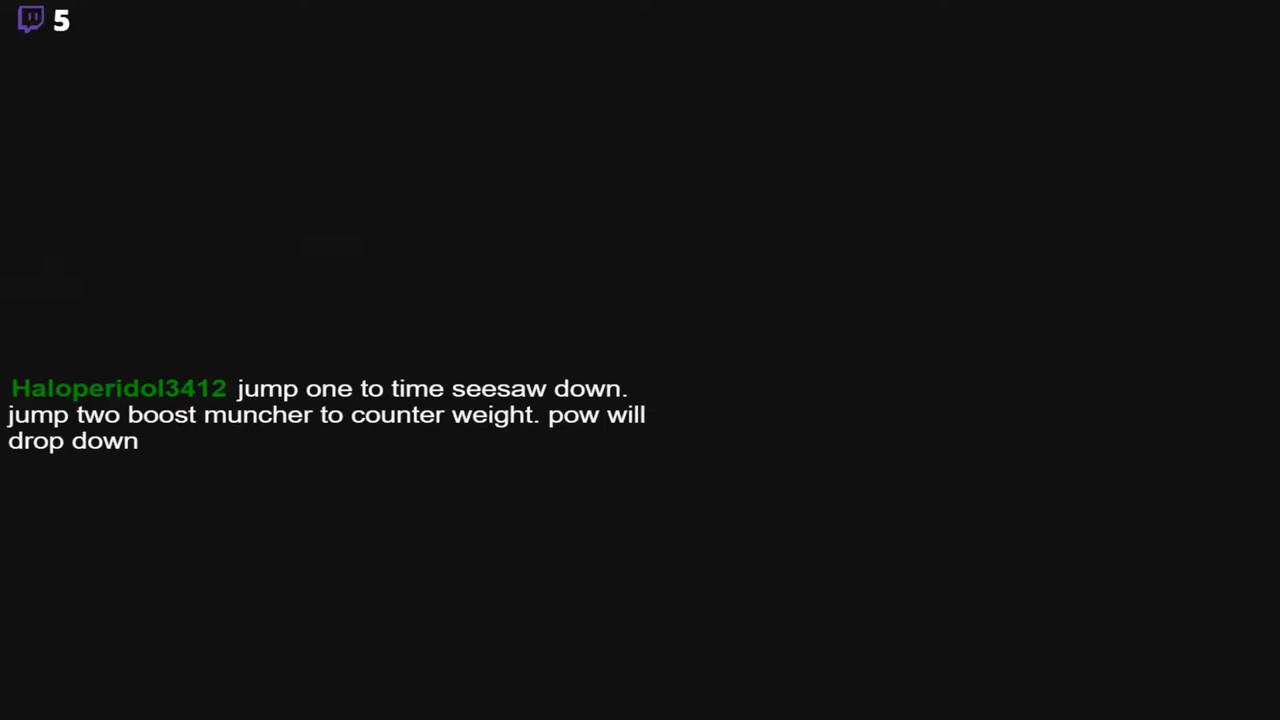 5
Haloperidol3412 jump one to time seesaw down.
jump two boost muncher to counter weight. pow will
drop down